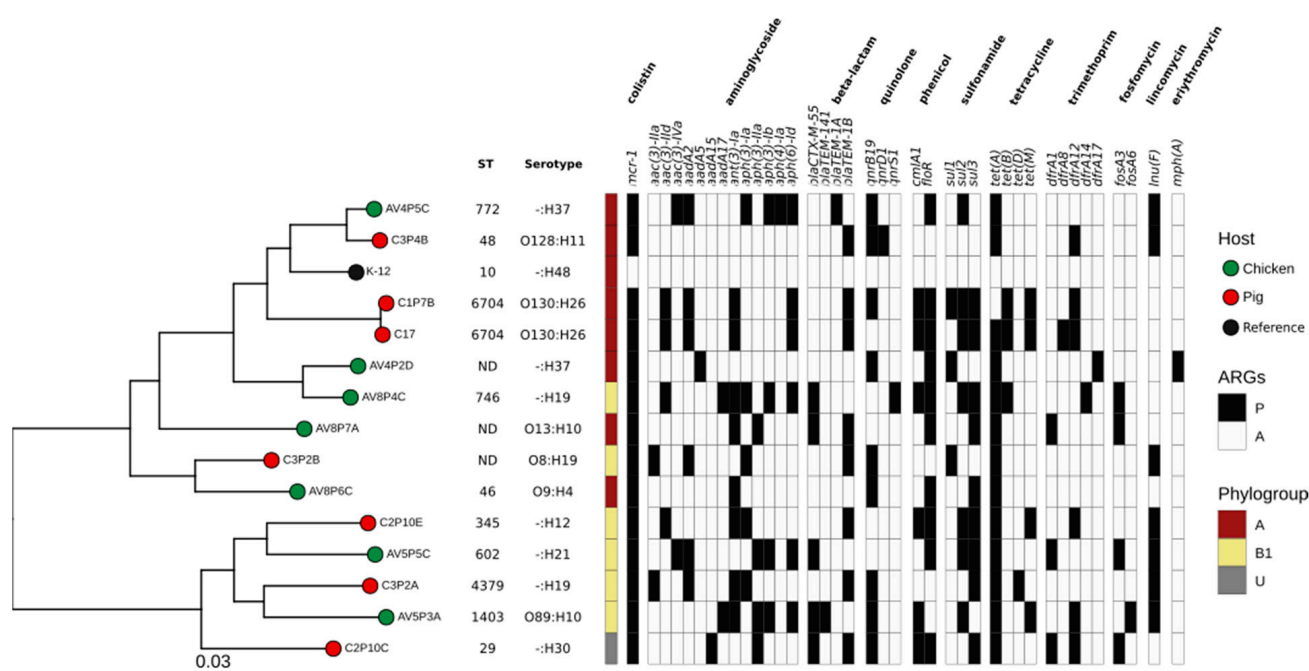 colistin
aminoglycoside
beta-lactam
quinolone
phenicol
sulfonamide
tetracycline
trimethoprim
fosfomycin
lincomycin
eriythromycin
mcr-1
aac(3)-IIa
aac(3)-IId
aac(3)-IVa
aadA2
aadA5
aadA15
aadA17
ant(3)-Ia
aph(3)-Ia
aph(3)-IIa
aph(3)-Ib
aph(4)-Ia
aph(6)-Id
blaCTX-M-55
blaTEM-141
blaTEM-1A
blaTEM-1B
qnrB19
qnrD1
qnrS1
cmlA1
floR
sul1
sul2
sul3
tet(A)
tet(B)
tet(D)
tet(M)
dfrA1
dfrA8
dfrA12
dfrA14
dfrA17
fosA3
fosA6
lnu(F)
mph(A)
ST Serotype
AV4P5C 772 -:H37
C3P4B 48 O128:H11
K-12 10 -:H48
C1P7B 6704 O130:H26
C17 6704 O130:H26
AV4P2D ND -:H37
AV8P4C 746 -:H19
AV8P7A ND O13:H10
C3P2B ND O8:H19
AV8P6C 46 O9:H4
C2P10E 345 -:H12
AV5P5C 602 -:H21
C3P2A 4379 -:H19
AV5P3A 1403 O89:H10
C2P10C 29 -:H30
0.03
Host
Chicken
Pig
Reference
ARGs
P
A
Phylogroup
A
B1
U